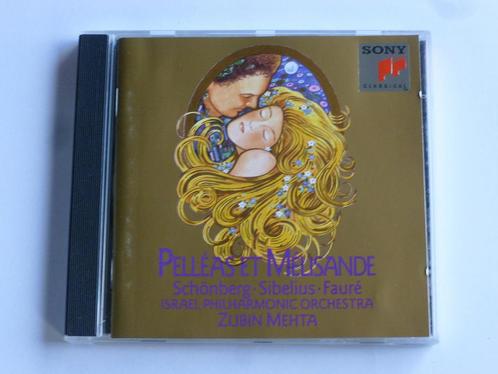 SONY
CLASSICAL
PELLÉAS ET MÉLISANDE
Schönberg · Sibelius · Fauré
ISRAEL PHILHARMONIC ORCHESTRA
ZUBIN MEHTA